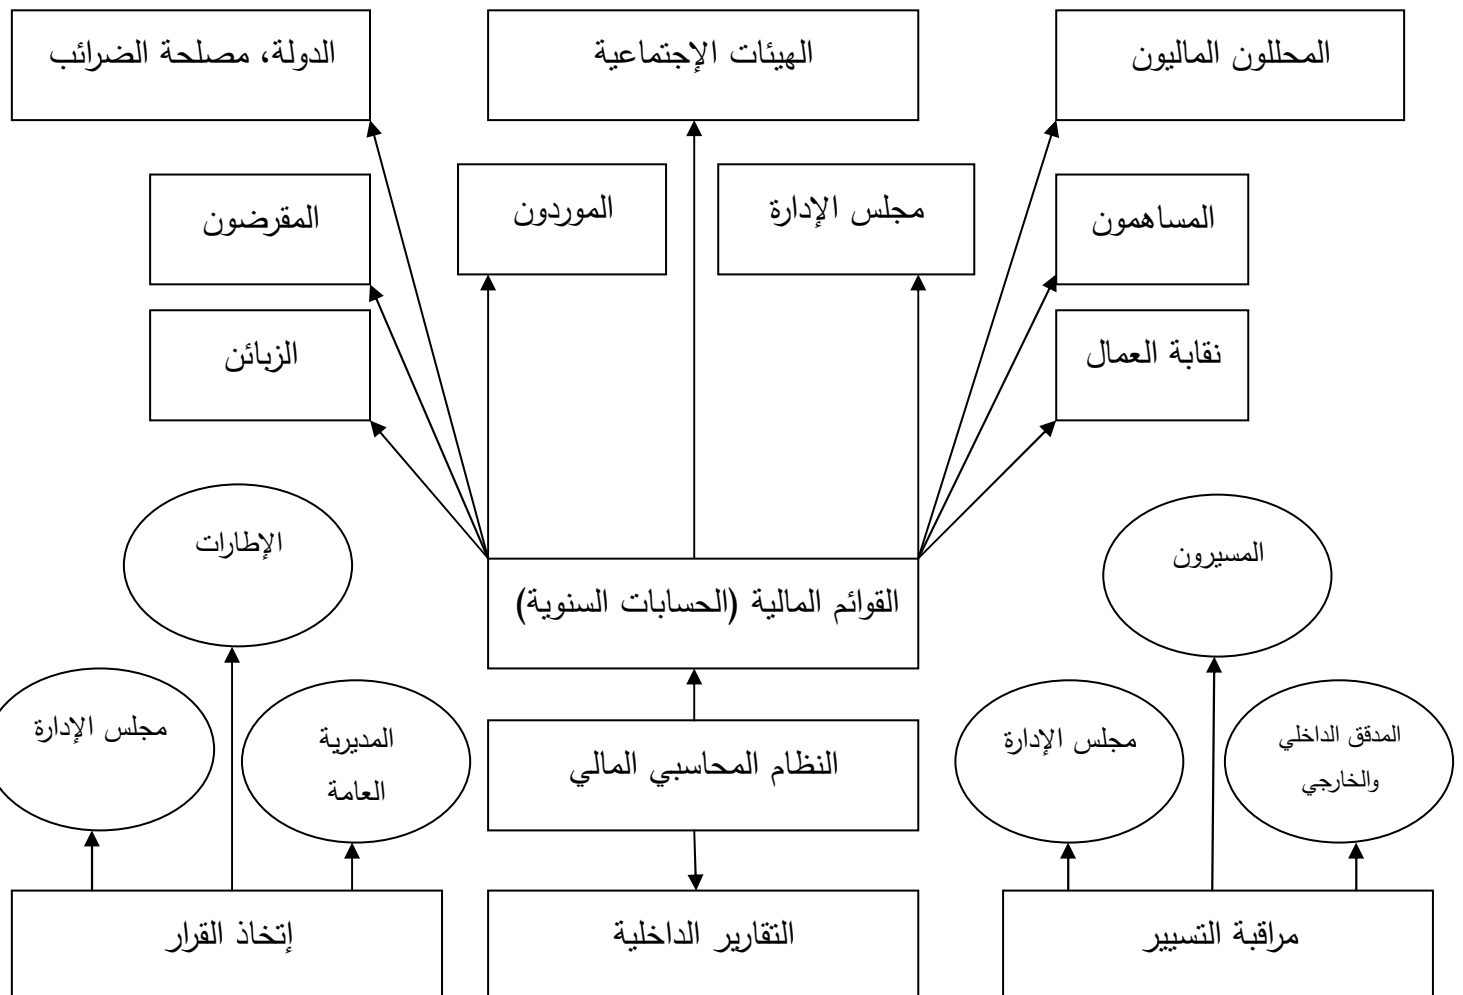 المحللون الماليون
الهيئات الإجتماعية
الدولة، مصلحة الضرائب
المساهمون
مجلس الإدارة
الموردون
المقرضون
نقابة العمال
الزبائن
المسيرون
القوائم المالية (الحسابات السنوية)
الإطارات
المدقق الداخلي
والخارجي
مجلس الإدارة
النظام المحاسبي المالي
المديرية
العامة
مجلس الإدارة
مراقبة التسيير
التقارير الداخلية
إتخاذ القرار